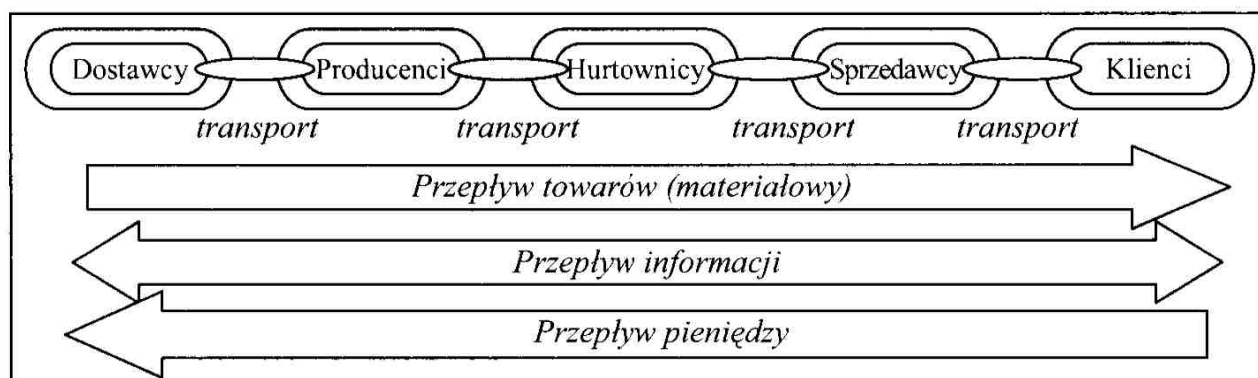 Dostawcy Producenci Hurtownicy Sprzedawcy Klienci
transport transport transport transport
Przepływ towarów (materiałowy)
Przepływ informacji
Przepływ pieniędzy